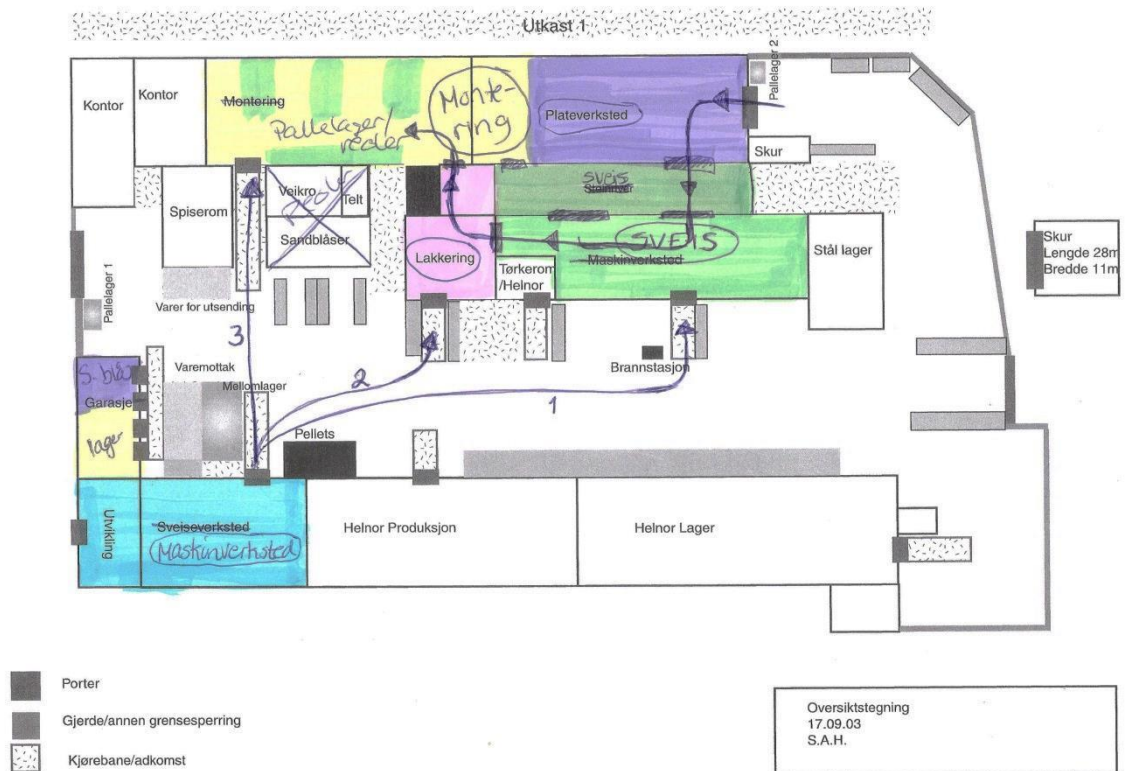 Utkast 1
Kontor
Kontor
Montering
Pallelager/
reoler
Monte-
ring
Plateverksted
Pallelager 2
Skur
Spiserom
Veikro
Telt
Sandblåser
Sveis
SVEIS
Maskinverksted
Lakkering
Tørkerom
/Helnor
Stål lager
Skur
Lengde 28m
Bredde 11m
Pallelager 1
Varer for utsending
3
2
1
Brannstasjon
S. blås
Garasje
lager
Varemottak
Mellomlager
Pellets
Utvikling
Sveiseverksted
Maskinverksted
Helnor Produksjon
Helnor Lager
Porter
Gjerde/annen grensesperring
Kjørebane/adkomst
Oversiktstegning
17.09.03
S.A.H.